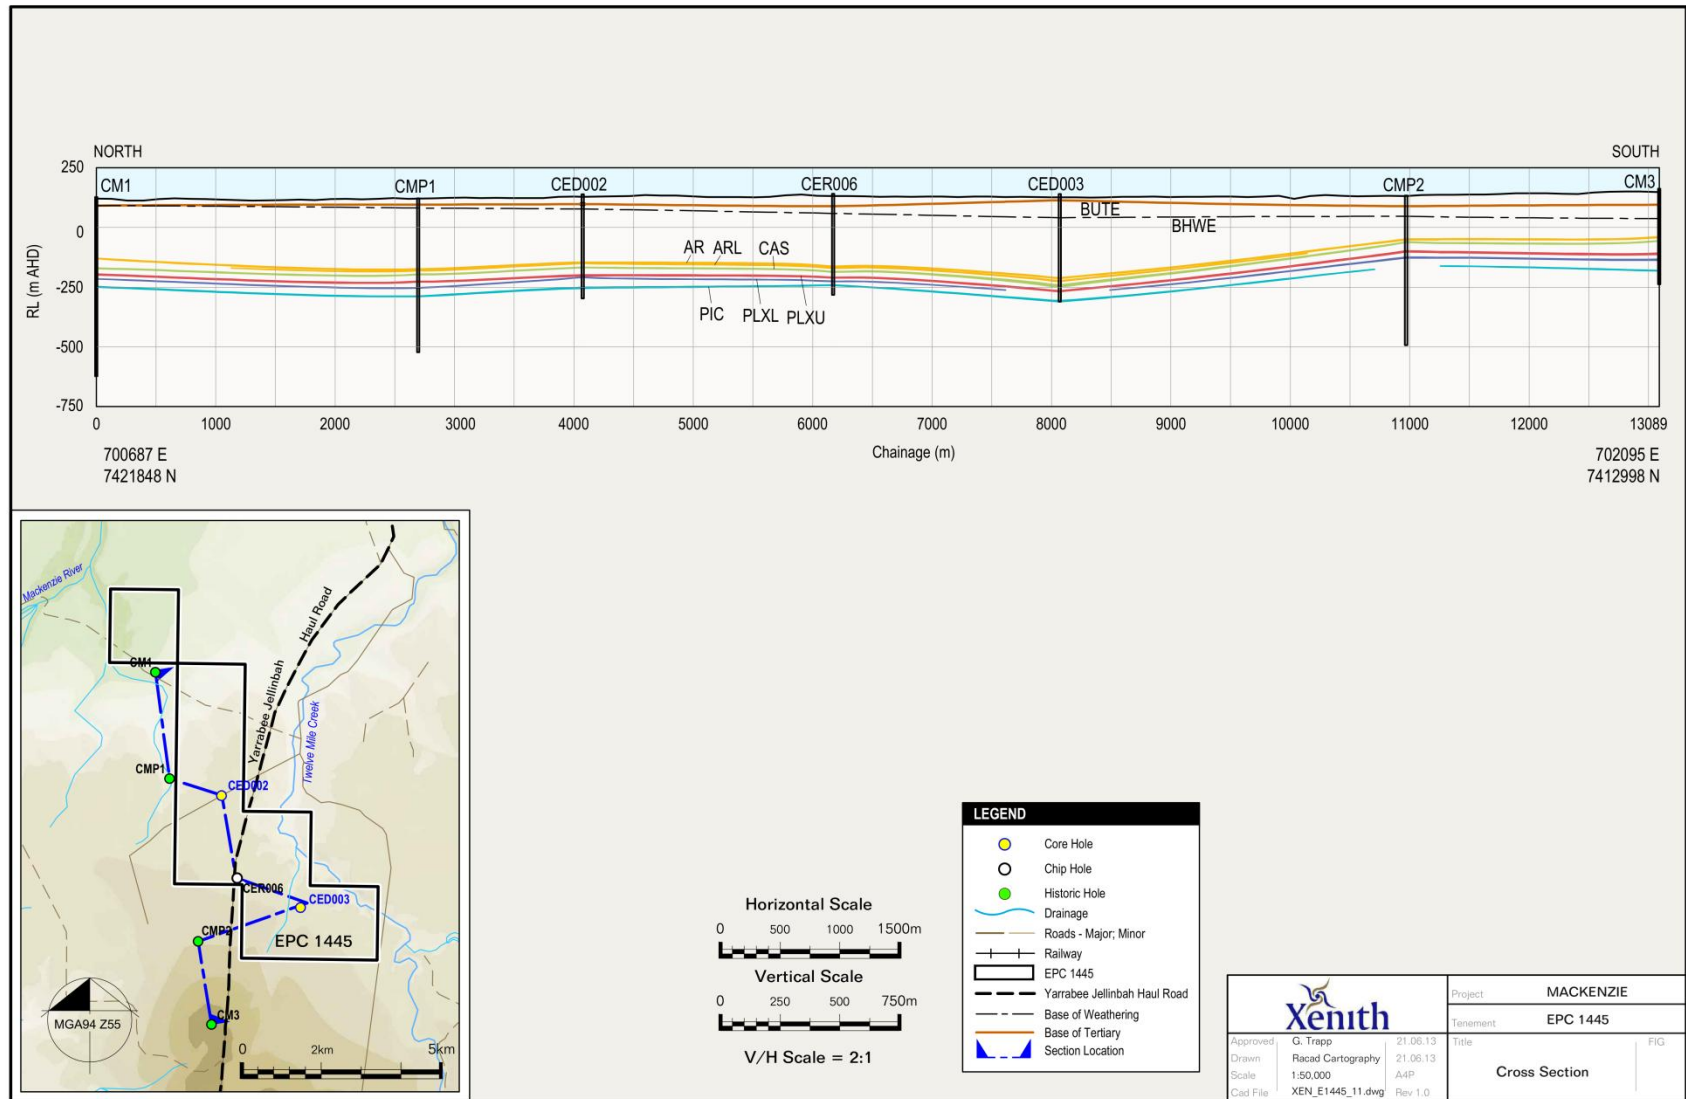 NORTH
SOUTH
CM1
CMP1
CED002
CER006
CED003
CMP2
CM3
250
0
-250
-500
-750
RL (m AHD)
BUTE
BHWE
AR
ARL
CAS
PIC
PLXL
PLXU
0
1000
2000
3000
4000
5000
6000
7000
8000
9000
10000
11000
12000
13089
Chainage (m)
700687 E
7421848 N
702095 E
7412998 N
Mackenzie River
Haul Road
Yarrabee Jellinbah
Twelve Mile Creek
CM1
CMP1
CED002
CER006
CED003
CMP2
EPC 1445
CM3
MGA94 Z55
0
2km
5km
Horizontal Scale
0 500 1000 1500m
Vertical Scale
0 250 500 750m
V/H Scale = 2:1
LEGEND
Core Hole
Chip Hole
Historic Hole
Drainage
Roads - Major; Minor
Railway
EPC 1445
Yarrabee Jellinbah Haul Road
Base of Weathering
Base of Tertiary
Section Location
Xenith
Project MACKENZIE
Tenement EPC 1445
Approved G. Trapp 21.06.13
Drawn Racad Cartography 21.06.13
Scale 1:50,000 A4P
Cad File XEN_E1445_11.dwg Rev 1.0
Title FIG
Cross Section